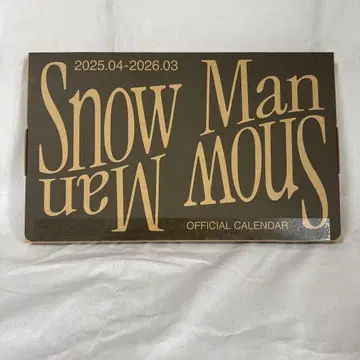 2025.04-2026.03
Snow Man
Snow Man
OFFICIAL CALENDAR